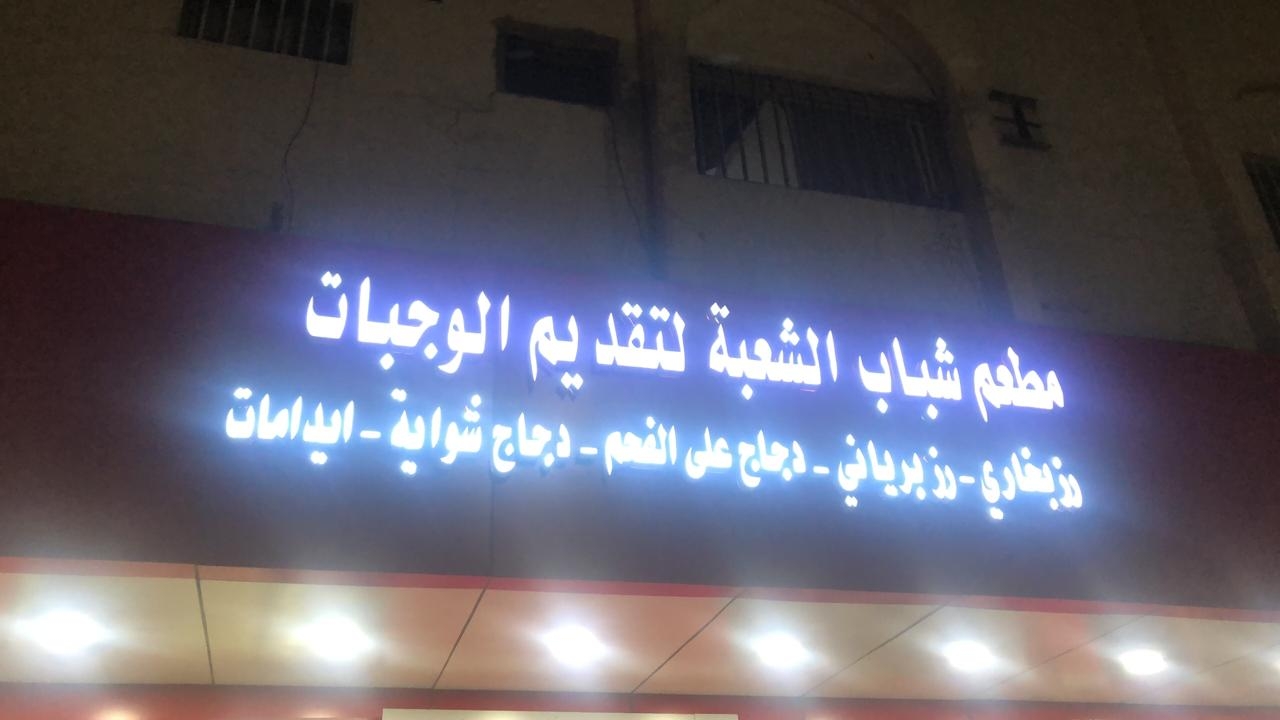 مطعم شباب الشعبة لتقديم الوجبات
رز بخاري - رز برياني - دجاج على الفحم - دجاج شواية - ايدامات